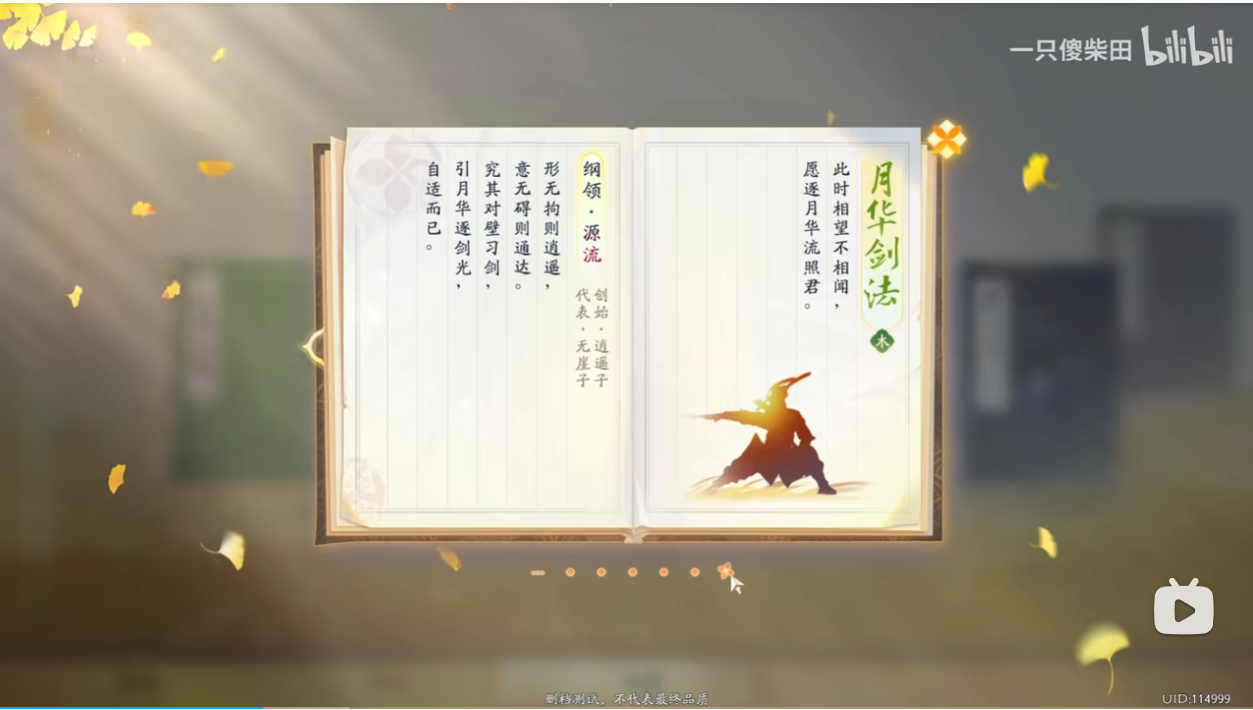 一只傻柴田 bilibili
月华剑法
木
此时相望不相闻，
愿逐月华流照君。
纲领·源流
创始·逍遥子
代表·无崖子
形无拘则逍遥，
意无碍则通达。
究其对壁习剑，
引月华逐剑光，
自适而已。
删档测试，不代表最终品质
UID:114999